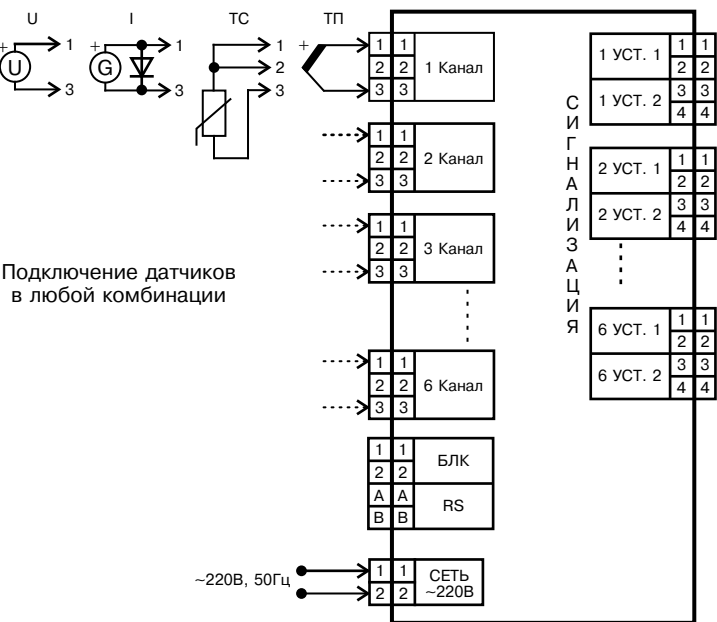 U I ТС ТП
+ 1
U
3
+ 1
G
3
1
2
3
+
1 1
2 2 1 Канал
3 3
1 1
2 2 2 Канал
3 3
1 1
2 2 3 Канал
3 3
Подключение датчиков
в любой комбинации
1 1
2 2 6 Канал
3 3
1 1
2 2
БЛК
A A
B B
RS
~220В, 50Гц
1 1
2 2
СЕТЬ
~220В
СИГНАЛИЗАЦИЯ
1 УСТ. 1 1 1
2 2
1 УСТ. 2 3 3
4 4
2 УСТ. 1 1 1
2 2
2 УСТ. 2 3 3
4 4
6 УСТ. 1 1 1
2 2
6 УСТ. 2 3 3
4 4